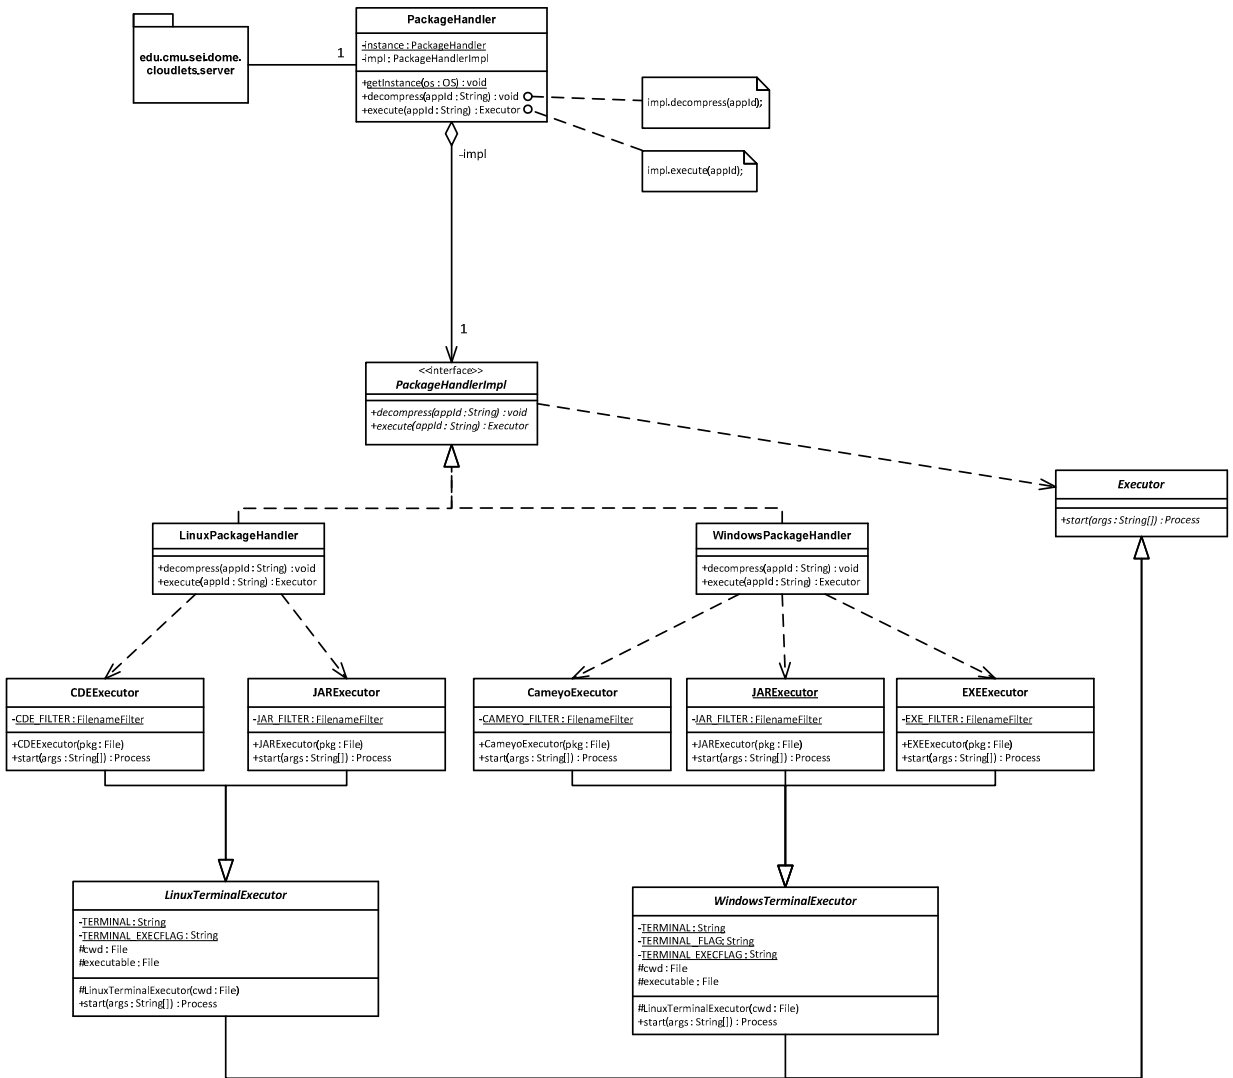 PackageHandler
-instance : PackageHandler
-impl : PackageHandlerImpl
+getInstance(os : OS) : void
+decompress(appId : String) : void
+execute(appId : String) : Executor
edu.cmu.sei.dome.
cloudlets.server
1
impl.decompress(appId);
impl.execute(appId);
-impl
1
<<interface>>
PackageHandlerImpl
+decompress(appId : String) : void
+execute(appId : String) : Executor
Executor
+start(args : String[]) : Process
LinuxPackageHandler
+decompress(appId : String) : void
+execute(appId : String) : Executor
WindowsPackageHandler
+decompress(appId : String) : void
+execute(appId : String) : Executor
CDEExecutor
-CDE_FILTER : FilenameFilter
+CDEExecutor(pkg : File)
+start(args : String[]) : Process
JARExecutor
-JAR_FILTER : FilenameFilter
+JARExecutor(pkg : File)
+start(args : String[]) : Process
CameyoExecutor
-CAMEYO_FILTER : FilenameFilter
+CameyoExecutor(pkg : File)
+start(args : String[]) : Process
JARExecutor
-JAR_FILTER : FilenameFilter
+JARExecutor(pkg : File)
+start(args : String[]) : Process
EXEExecutor
-EXE_FILTER : FilenameFilter
+EXEExecutor(pkg : File)
+start(args : String[]) : Process
LinuxTerminalExecutor
-TERMINAL : String
-TERMINAL_EXECFLAG : String
#cwd : File
#executable : File
#LinuxTerminalExecutor(cwd : File)
+start(args : String[]) : Process
WindowsTerminalExecutor
-TERMINAL : String
-TERMINAL_FLAG : String
-TERMINAL_EXECFLAG : String
#cwd : File
#executable : File
#LinuxTerminalExecutor(cwd : File)
+start(args : String[]) : Process